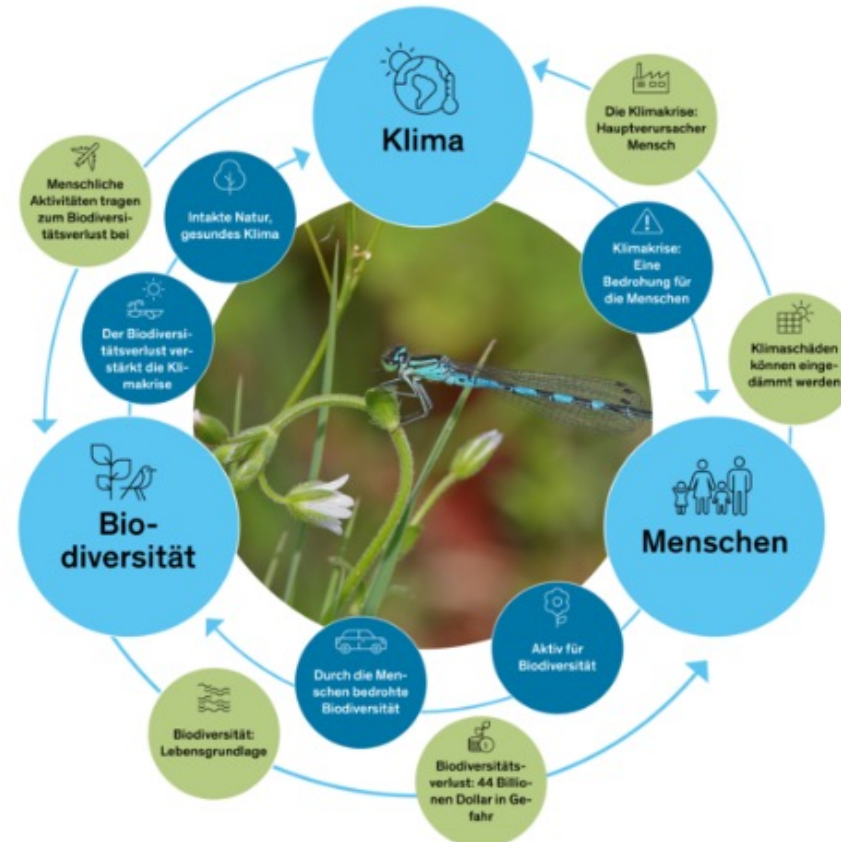 Klima
Die Klimakrise:
Hauptverursacher
Mensch
Menschliche
Aktivitäten tragen
zum Biodiversi-
tätsverlust bei
Intakte Natur,
gesundes Klima
Klimakrise:
Eine
Bedrohung für
die Menschen
Der Biodiversi-
tätsverlust ver-
stärkt die Kli-
makrise
Klimaschäden
können einge-
dämmt werden
Bio-
diversität
Menschen
Aktiv für
Biodiversität
Durch die Men-
schen bedrohte
Biodiversität
Biodiversität:
Lebensgrundlage
Biodiversitäts-
verlust: 44 Billio-
nen Dollar in Ge-
fahr